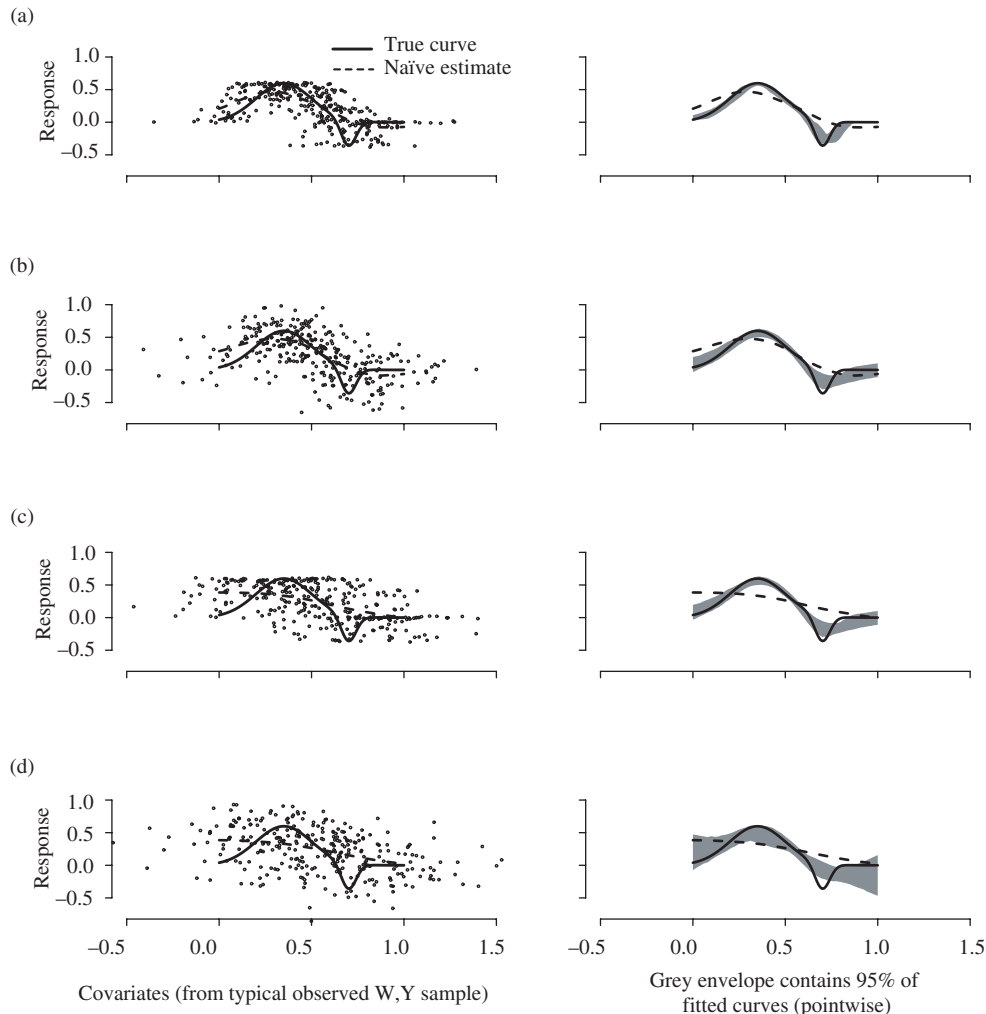 (a)
True curve
Naïve estimate
Response
1.0
0.5
0.0
–0.5
(b)
Response
1.0
0.5
0.0
–0.5
(c)
Response
1.0
0.5
0.0
–0.5
(d)
Response
1.0
0.5
0.0
–0.5
–0.5 0.0 0.5 1.0 1.5
Covariates (from typical observed W,Y sample)
–0.5 0.0 0.5 1.0 1.5
Grey envelope contains 95% of
fitted curves (pointwise)